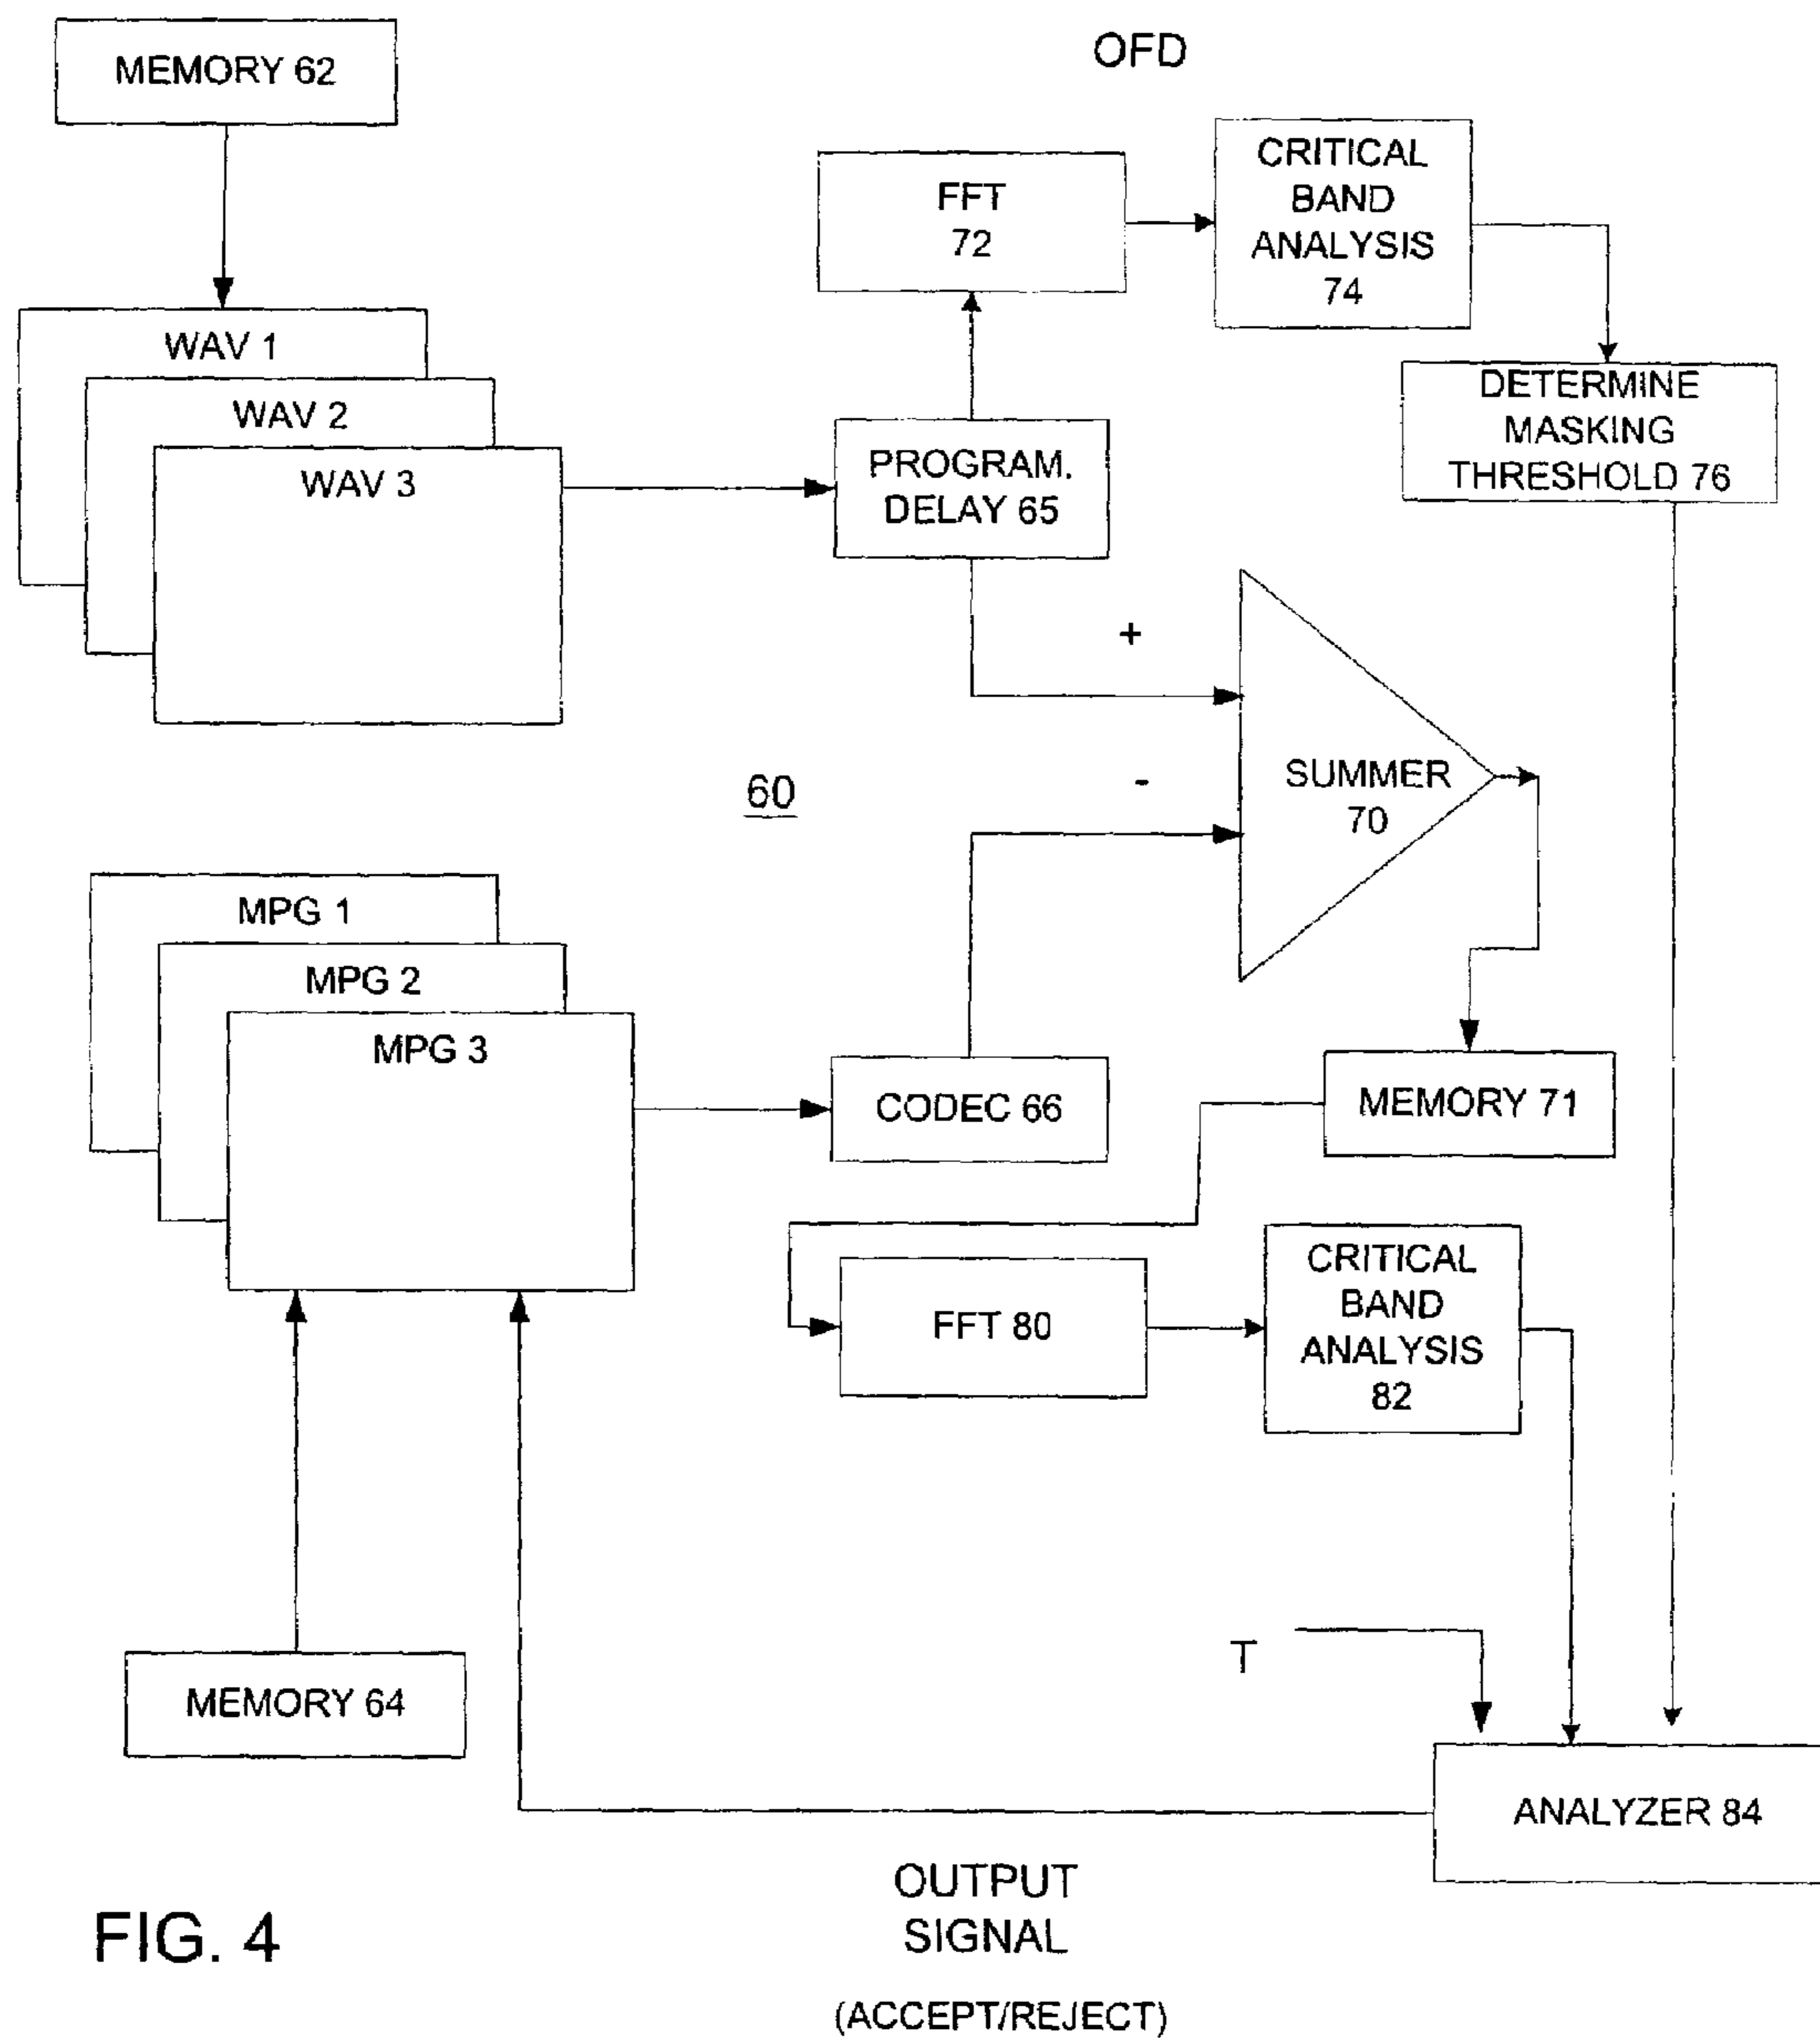 MEMORY 62
OFD
FFT
72
CRITICAL
BAND
ANALYSIS
74
WAV 1
WAV 2
WAV 3
DETERMINE
MASKING
THRESHOLD 76
PROGRAM.
DELAY 65
+
-
60
SUMMER
70
MPG 1
MPG 2
MPG 3
CODEC 66
MEMORY 71
FFT 80
CRITICAL
BAND
ANALYSIS
82
T
MEMORY 64
ANALYZER 84
OUTPUT
SIGNAL
(ACCEPT/REJECT)
FIG. 4